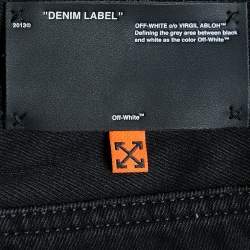 "DENIM LABEL"
2013©
OFF-WHITE c/o VIRGIL ABLOH™
Defining the grey area between black
and white as the color Off-White™
Off-White™